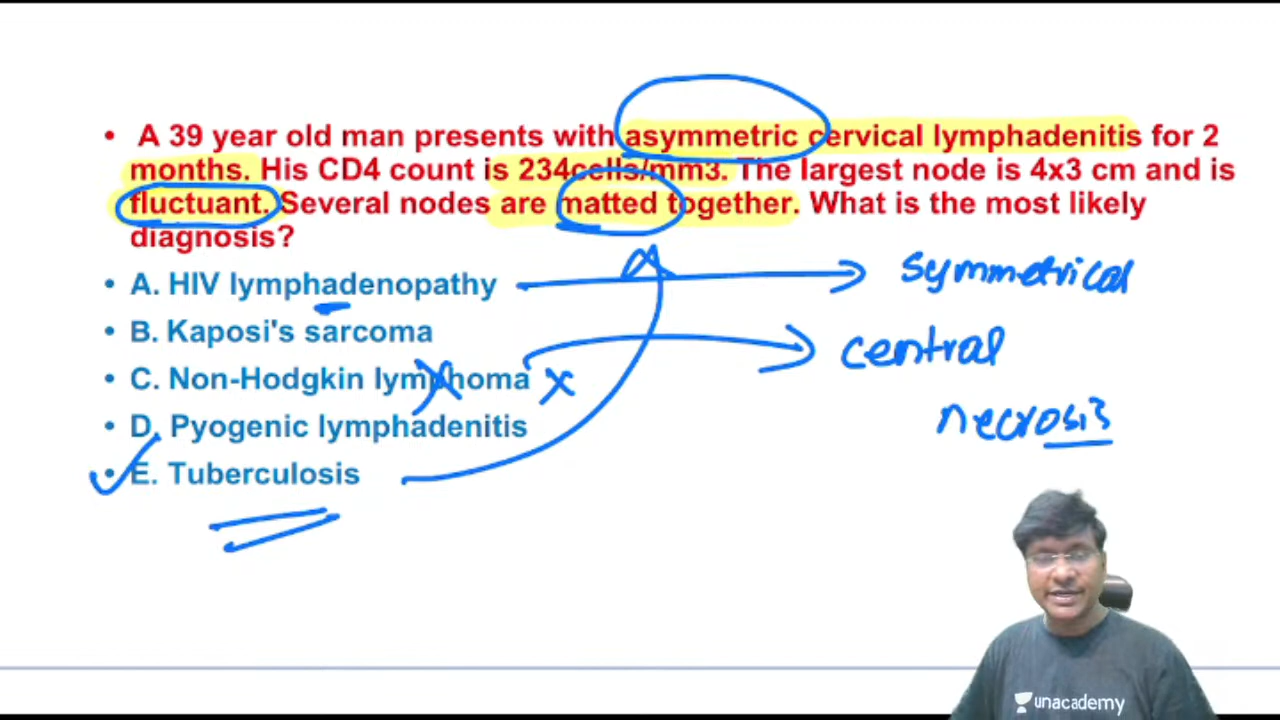 • A 39 year old man presents with asymmetric cervical lymphadenitis for 2
months. His CD4 count is 234cells/mm3. The largest node is 4x3 cm and is
fluctuant. Several nodes are matted together. What is the most likely
diagnosis?
• A. HIV lymphadenopathy
symmetrical
• B. Kaposi's sarcoma
central
• C. Non-Hodgkin lymphoma x
necrosis
• D. Pyogenic lymphadenitis
• E. Tuberculosis
unacademy